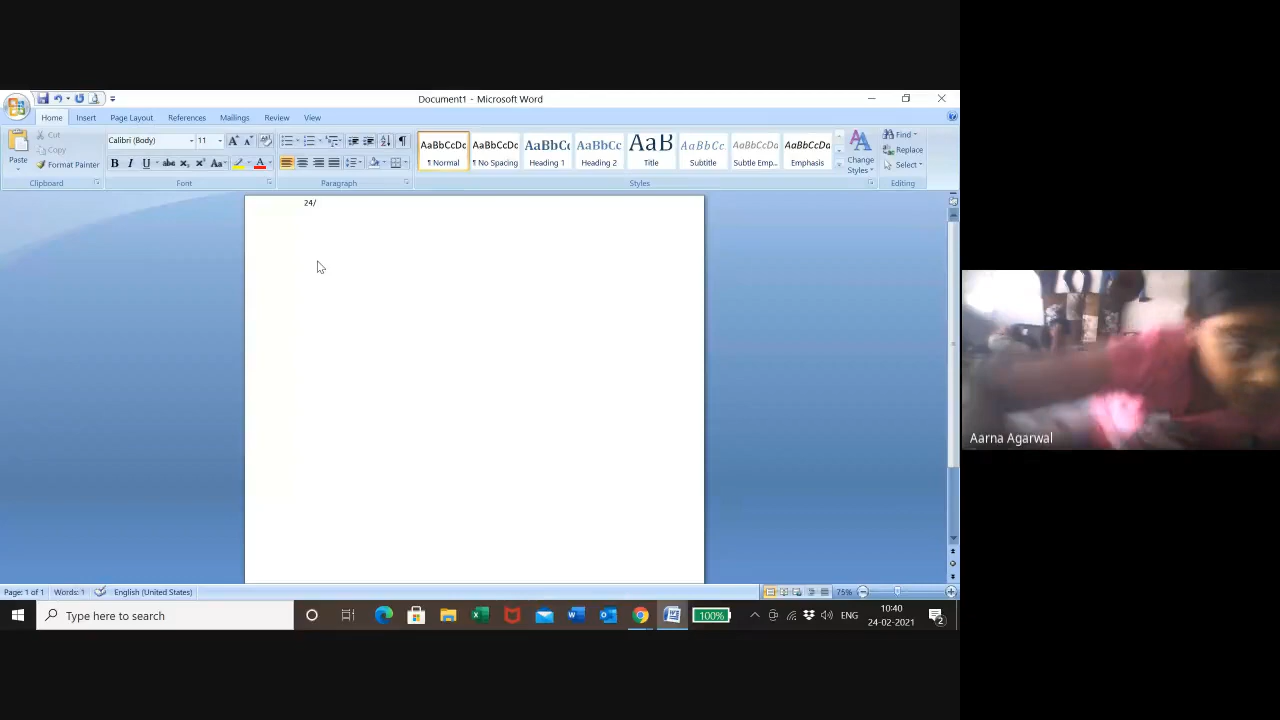 Document1 - Microsoft Word
Home Insert Page Layout References Mailings Review View
Paste
Cut
Copy
Format Painter
Clipboard
Calibri (Body) 11
Font
Paragraph
AaBbCcDc AaBbCcDc AaBbC AaBbCc AaB AaBbCc. AaBbCcDa AaBbCcDa
¶ Normal ¶ No Spacing Heading 1 Heading 2 Title Subtitle Subtle Emp... Emphasis
Change Styles
Styles
Find
Replace
Select
Editing
24/
Aarna Agarwal
Page: 1 of 1 Words: 1 English (United States) 75%
Type here to search
100%
ENG
10:40
24-02-2021
2